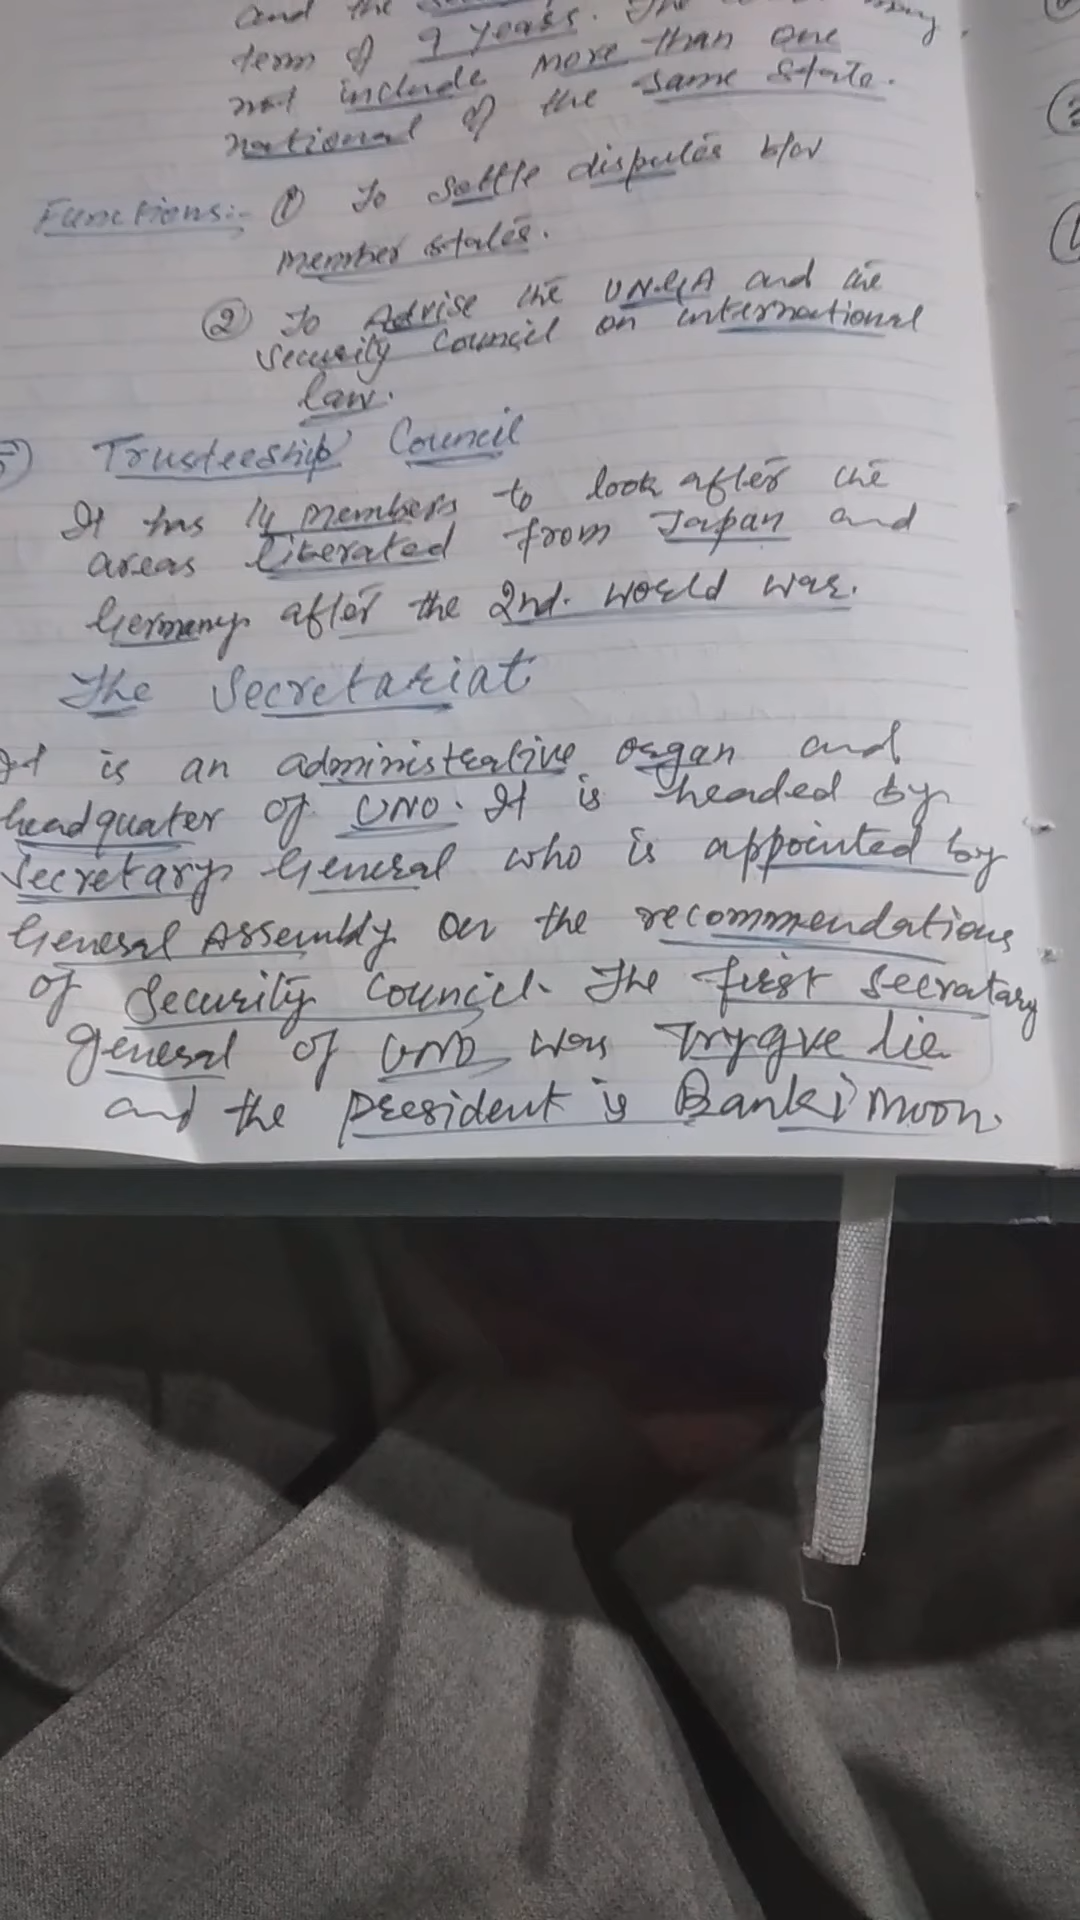 and the
term of 9 years. The
not include more than one
national of the same state.
Functions:- ① To settle disputes b/w
member states.
② To Advise the UNGA and the
security council on international
law.
5) Trusteeship Council
It has 14 members to look after the
areas liberated from Japan and
Germany after the 2nd. world war.
The Secretariat
It is an administrative organ and
headquater of UNO. It is headed by
Secretary General who is appointed by
General Assembly on the recommendations
of Security Council. The first Secratary
general of UNO was Trygve lie
and the president is Banki moon.